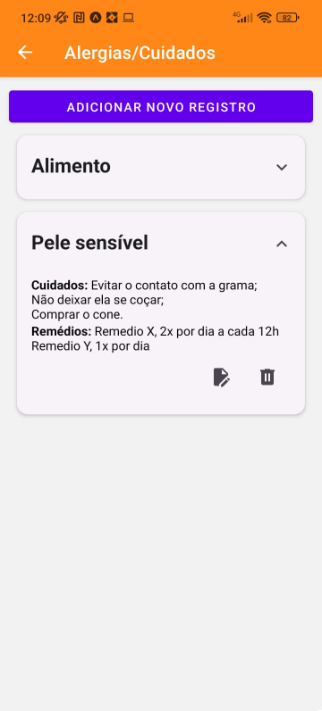 12:09
4G
82
Alergias/Cuidados
ADICIONAR NOVO REGISTRO
Alimento
Pele sensível
Cuidados: Evitar o contato com a grama;
Não deixar ela se coçar;
Comprar o cone.
Remédios: Remedio X, 2x por dia a cada 12h
Remedio Y, 1x por dia